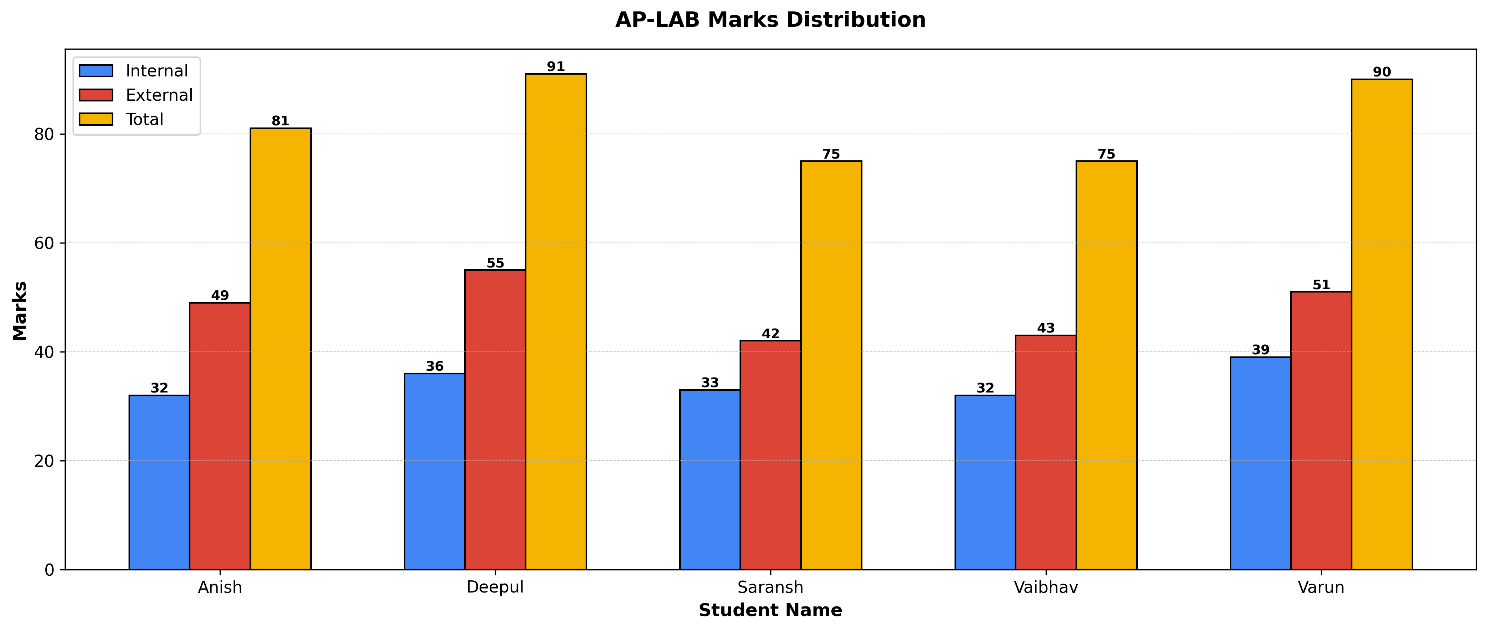 AP-LAB Marks Distribution
Internal
External
Total
Marks
80
60
40
20
0
32
49
81
36
55
91
33
42
75
32
43
75
39
51
90
Anish
Deepul
Saransh
Vaibhav
Varun
Student Name